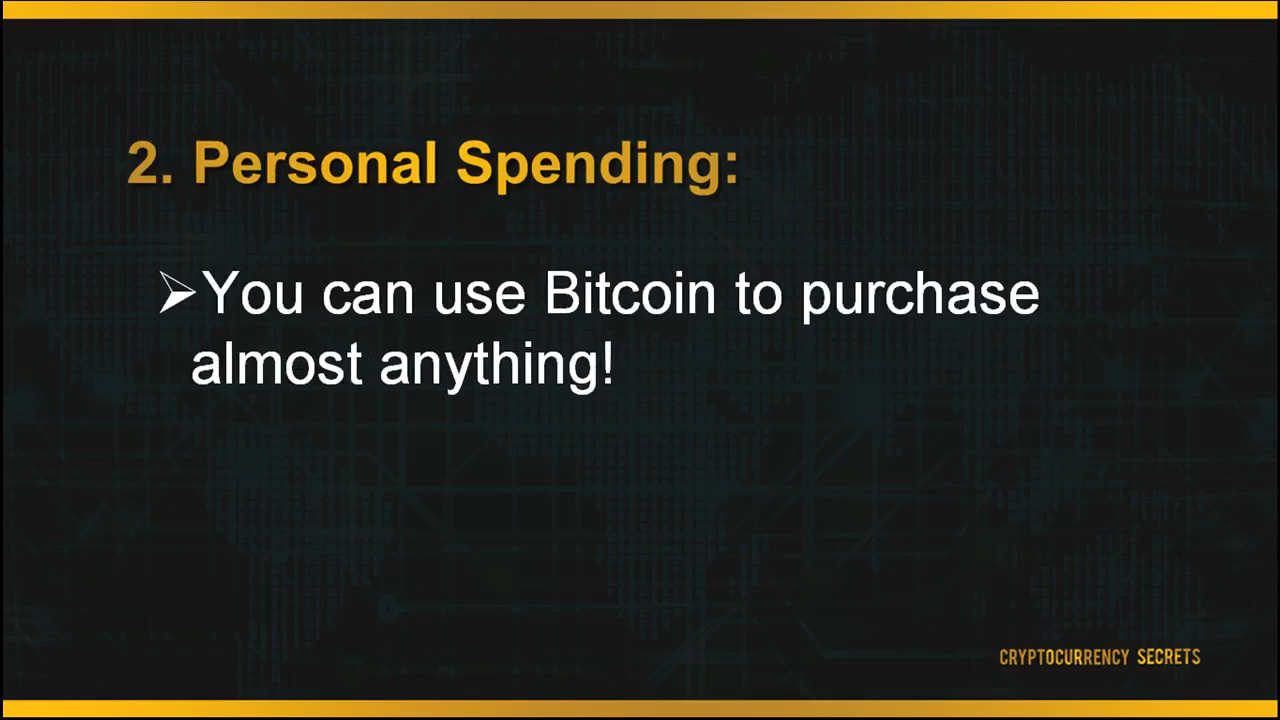 2. Personal Spending:
➢You can use Bitcoin to purchase
almost anything!
CRYPTOCURRENCY SECRETS